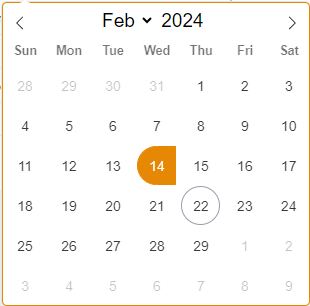 Feb 2024
Sun Mon Tue Wed Thu Fri Sat
28 29 30 31 1 2 3
4 5 6 7 8 9 10
11 12 13 14 15 16 17
18 19 20 21 22 23 24
25 26 27 28 29 1 2
3 4 5 6 7 8 9